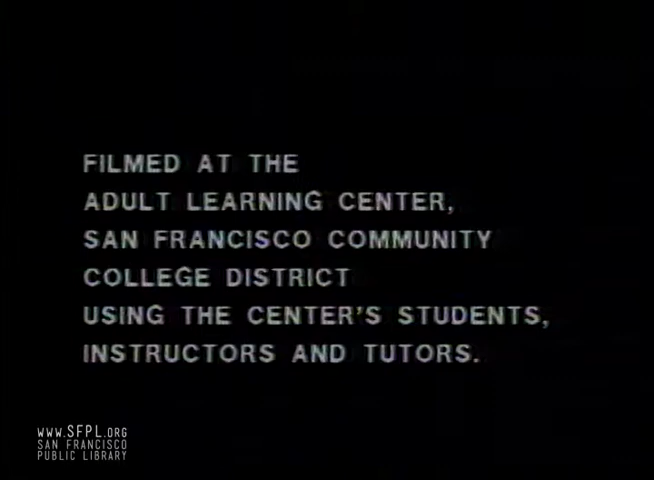 FILMED AT THE
ADULT LEARNING CENTER,
SAN FRANCISCO COMMUNITY
COLLEGE DISTRICT
USING THE CENTER'S STUDENTS,
INSTRUCTORS AND TUTORS.
WWW.SFPL.ORG
SAN FRANCISCO
PUBLIC LIBRARY